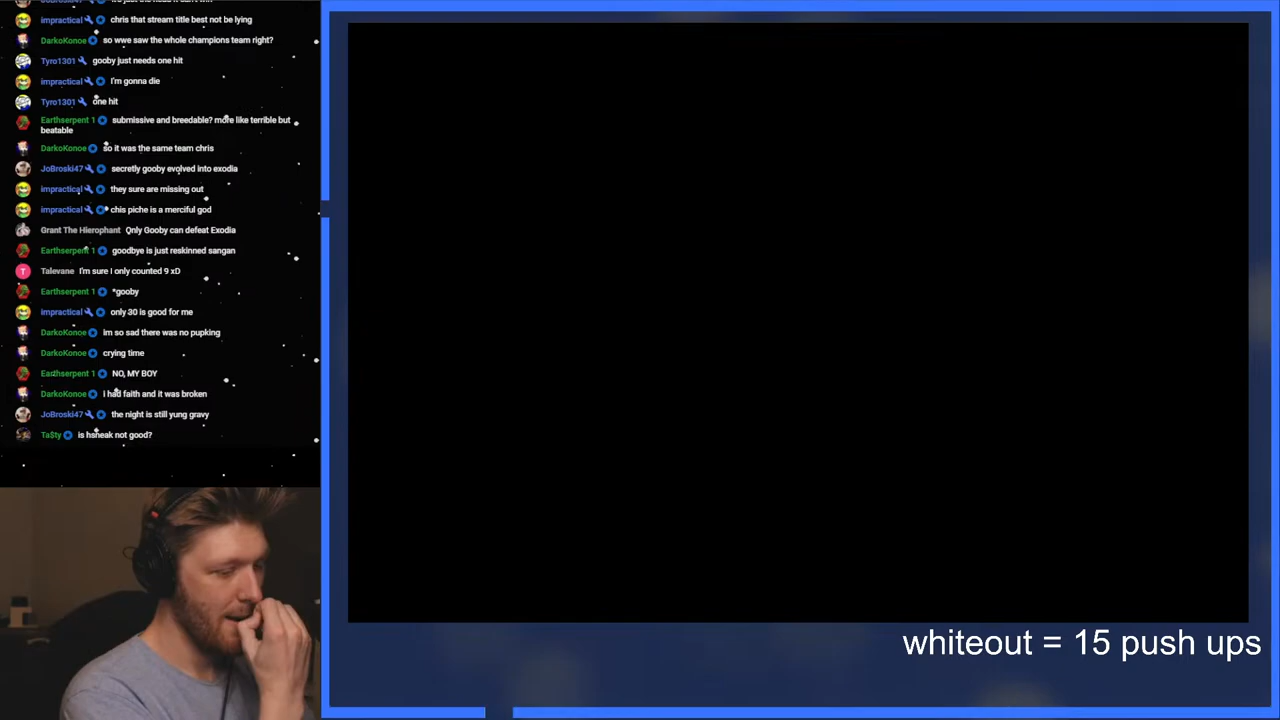 impractical chris that stream title best not be lying
DarkoKonoe so wwe saw the whole champions team right?
Tyro1301 gooby just needs one hit
impractical I'm gonna die
Tyro1301 one hit
Earthserpent 1 submissive and breedable? more like terrible but
beatable
DarkoKonoe so it was the same team chris
JoBroski47 secretly gooby evolved into exodia
impractical they sure are missing out
impractical chis piche is a merciful god
Grant The Hierophant Only Gooby can defeat Exodia
Earthserpent 1 goodbye is just reskinned sangan
T Talevane I'm sure I only counted 9 xD
Earthserpent 1 *gooby
impractical only 30 is good for me
DarkoKonoe im so sad there was no pupking
DarkoKonoe crying time
Earthserpent 1 NO, MY BOY
DarkoKonoe I had faith and it was broken
JoBroski47 the night is still yung gravy
Ta$ty is hsneak not good?
whiteout = 15 push ups